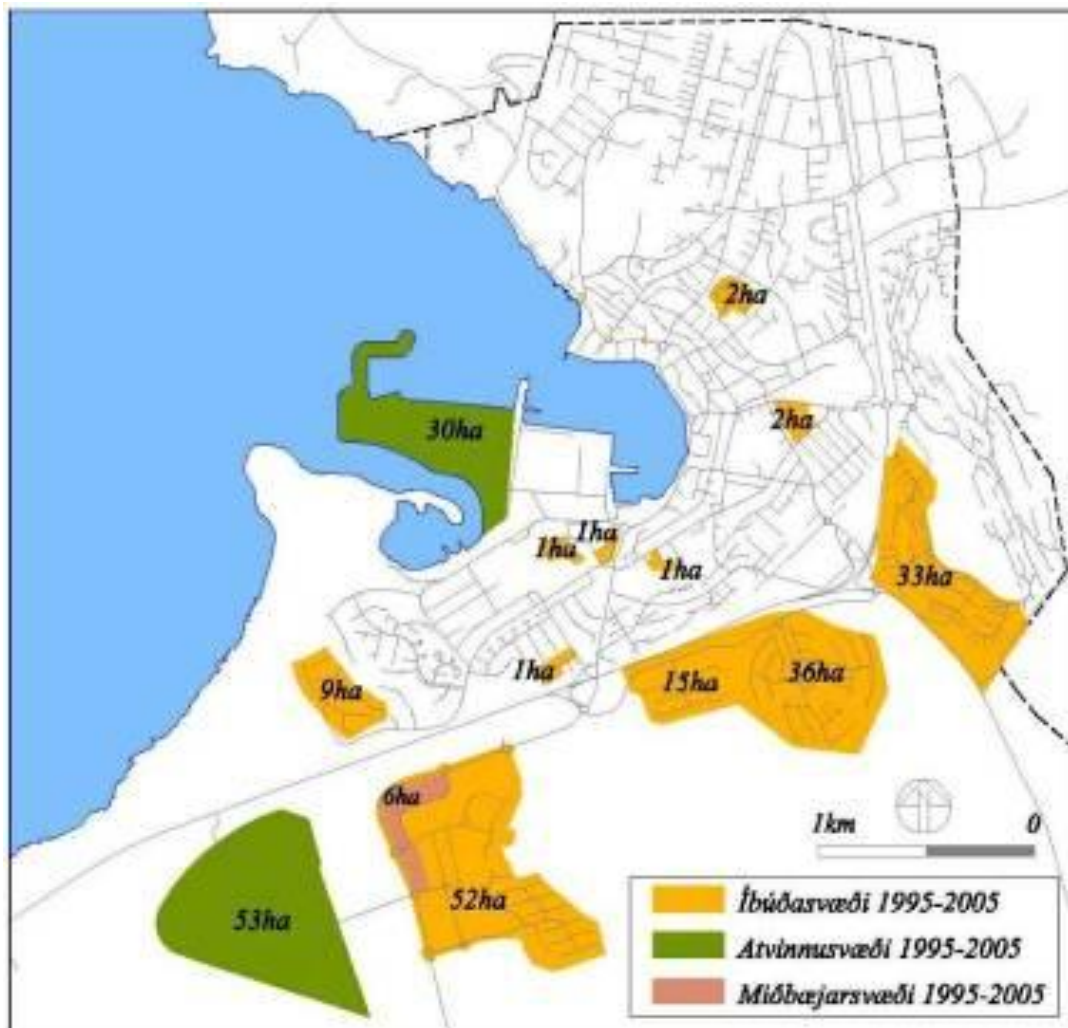 2ha
2ha
30ha
1ha
1ha
1ha
33ha
1ha
9ha
15ha
36ha
6ha
1km 0
53ha
52ha
Íbúðasvæði 1995-2005
Atvinnusvæði 1995-2005
Miðbæjarsvæði 1995-2005